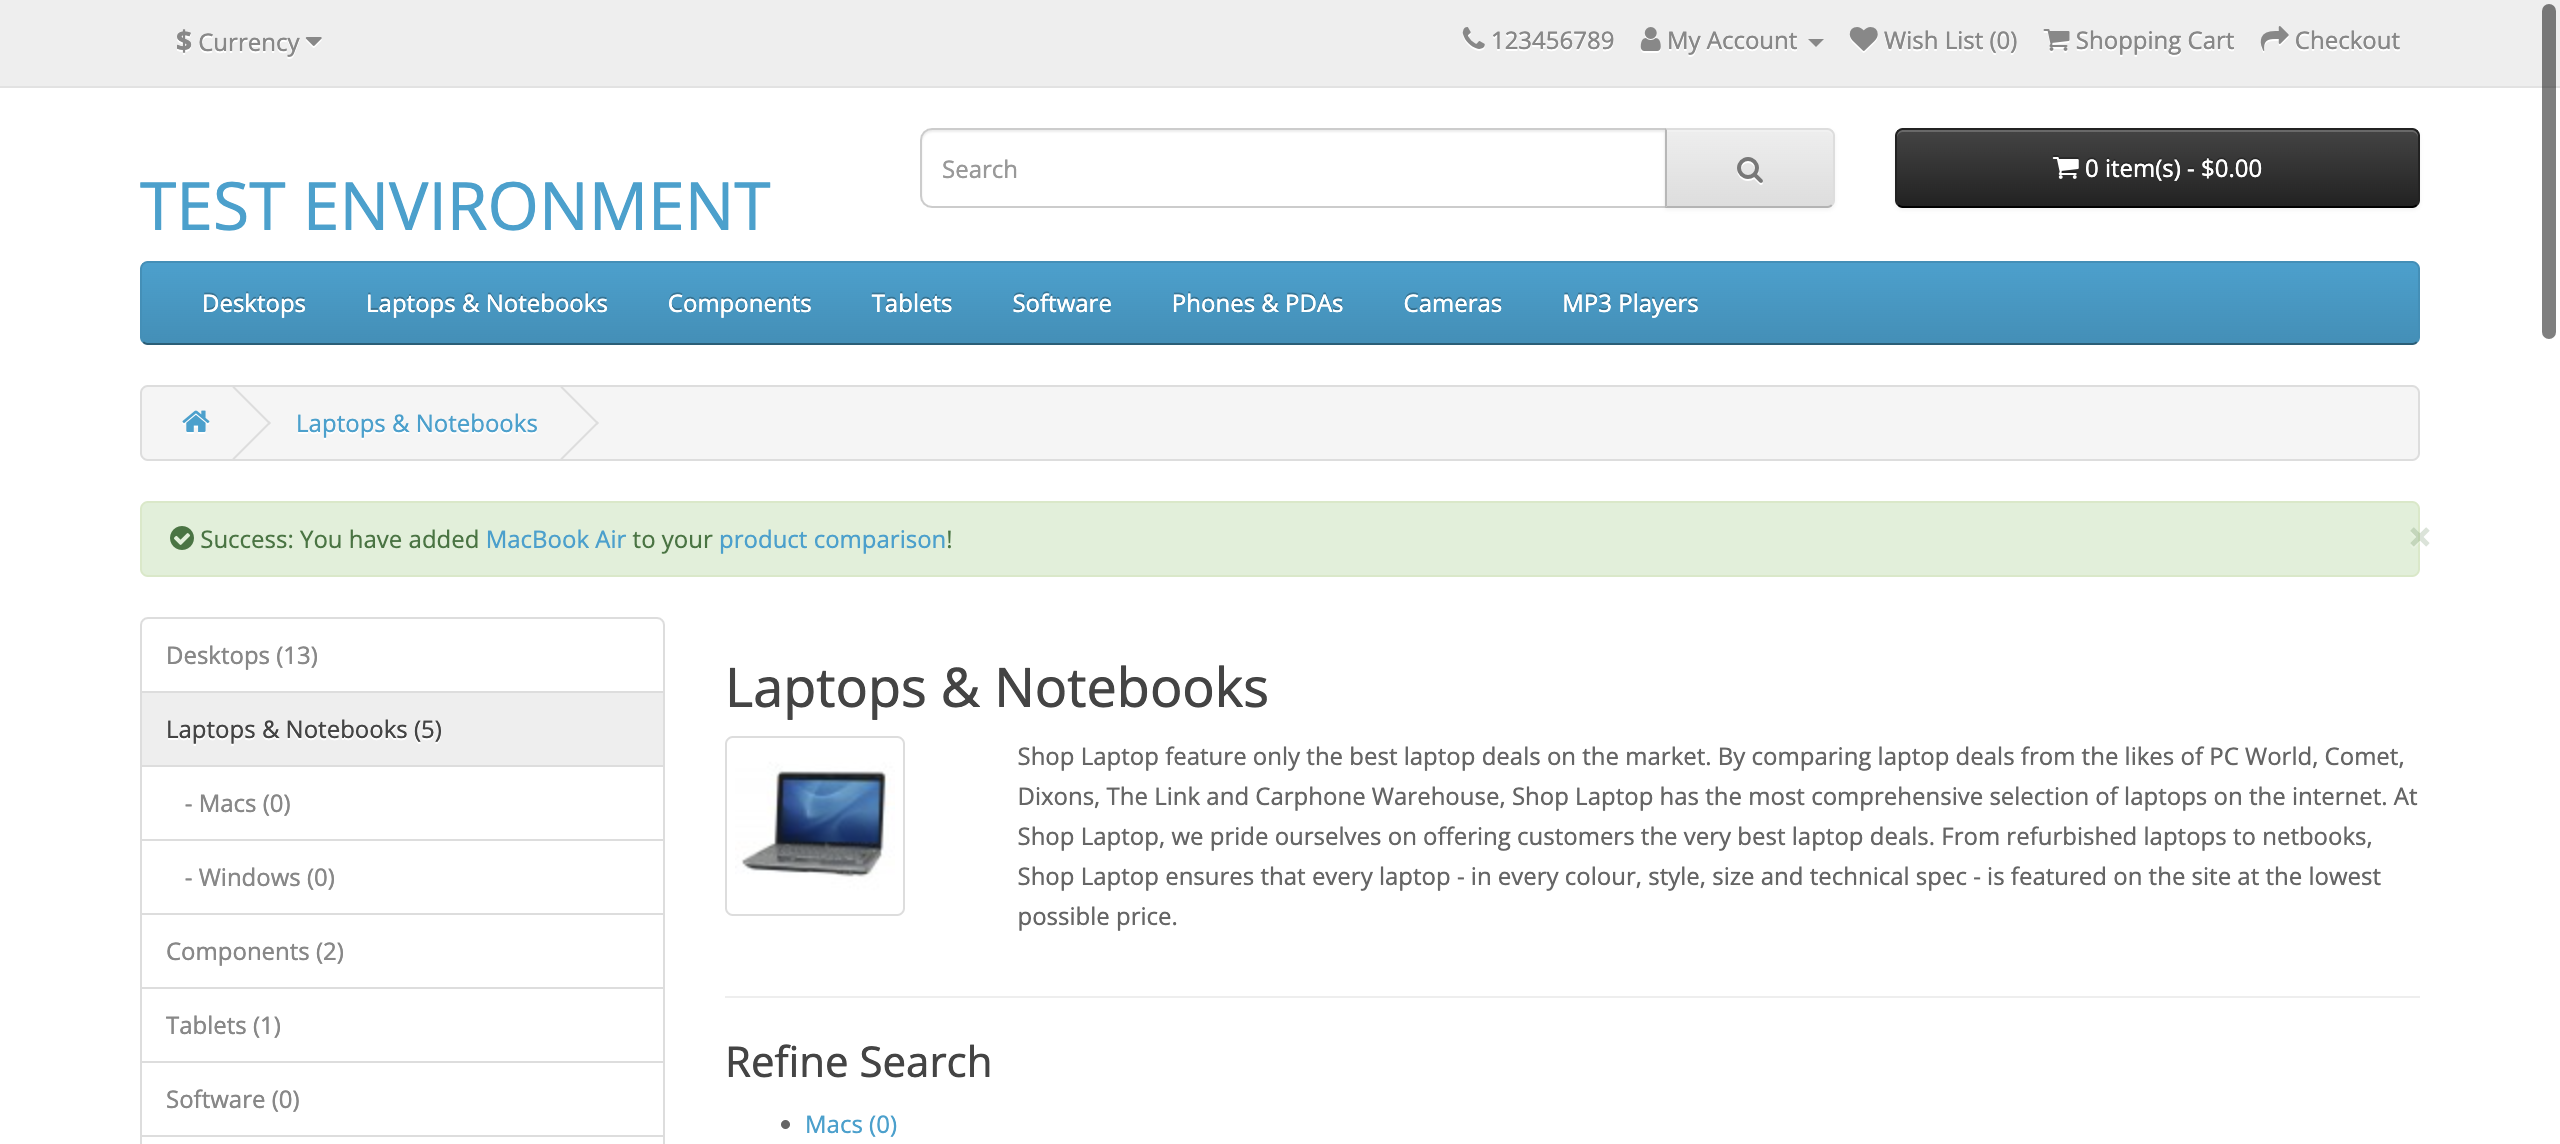 $ Currency
123456789 My Account Wish List (0) Shopping Cart Checkout
TEST ENVIRONMENT
Search
0 item(s) - $0.00
Desktops Laptops & Notebooks Components Tablets Software Phones & PDAs Cameras MP3 Players
Laptops & Notebooks
Success: You have added MacBook Air to your product comparison!
×
Desktops (13)
Laptops & Notebooks (5)
- Macs (0)
- Windows (0)
Components (2)
Tablets (1)
Software (0)
Laptops & Notebooks
Shop Laptop feature only the best laptop deals on the market. By comparing laptop deals from the likes of PC World, Comet,
Dixons, The Link and Carphone Warehouse, Shop Laptop has the most comprehensive selection of laptops on the internet. At
Shop Laptop, we pride ourselves on offering customers the very best laptop deals. From refurbished laptops to netbooks,
Shop Laptop ensures that every laptop - in every colour, style, size and technical spec - is featured on the site at the lowest
possible price.
Refine Search
• Macs (0)